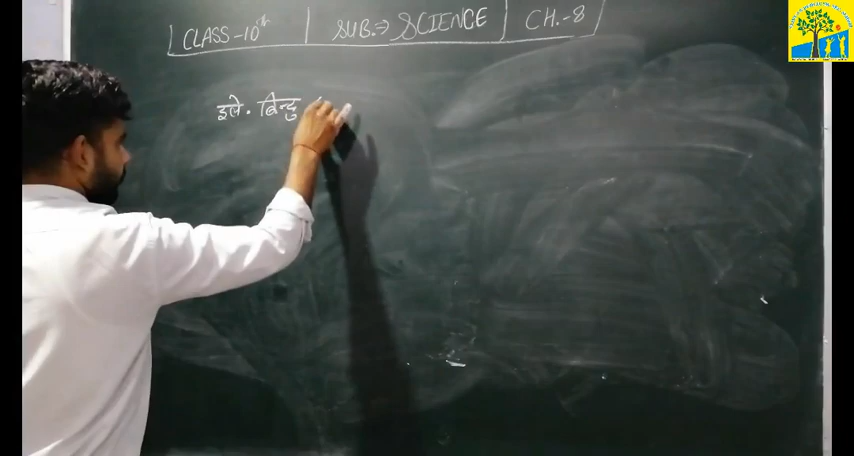 CLASS-10th | SUB.→ SCIENCE | CH.-8
इले. बिन्दु